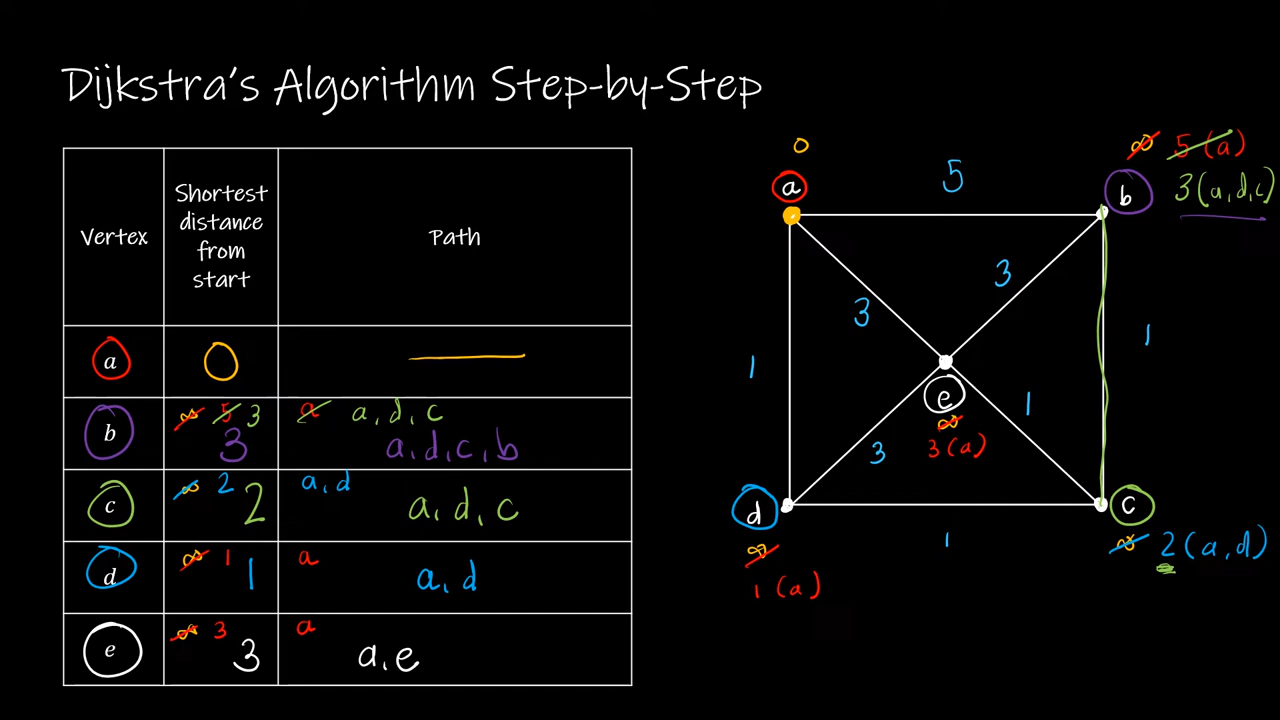 Dijkstra's Algorithm Step-by-Step
Vertex
Shortest
distance
from
start
Path
a
0
b
∞ 5 3
3
a a, d, c
a, d, c, b
c
∞ 2
2
a, d
a, d, c
d
∞ 1
1
a
a, d
e
∞ 3
3
a
a, e
0
a
5
∞ 5 (a)
b
3 (a, d, c)
3
3
1
1
e
∞
3 (a)
1
3
d
∞
1 (a)
1
c
∞ 2 (a, d)